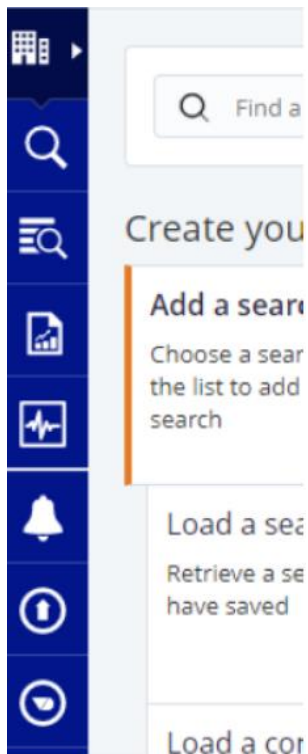 Find a
Create you
Add a sear
Choose a sear
the list to add
search
Load a sea
Retrieve a se
have saved
Load a cor